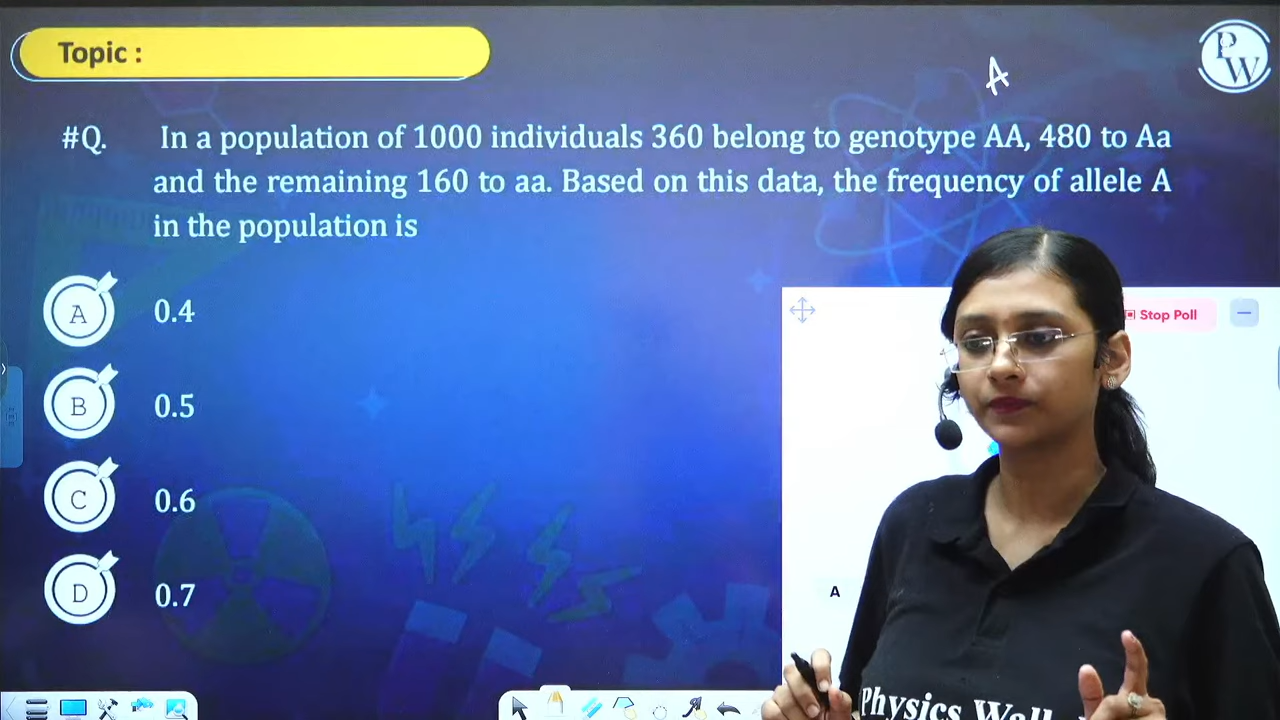 Topic :
A
PW
#Q. In a population of 1000 individuals 360 belong to genotype AA, 480 to Aa
and the remaining 160 to aa. Based on this data, the frequency of allele A
in the population is
A 0.4
B 0.5
C 0.6
D 0.7
Stop Poll
A
Physics Wall